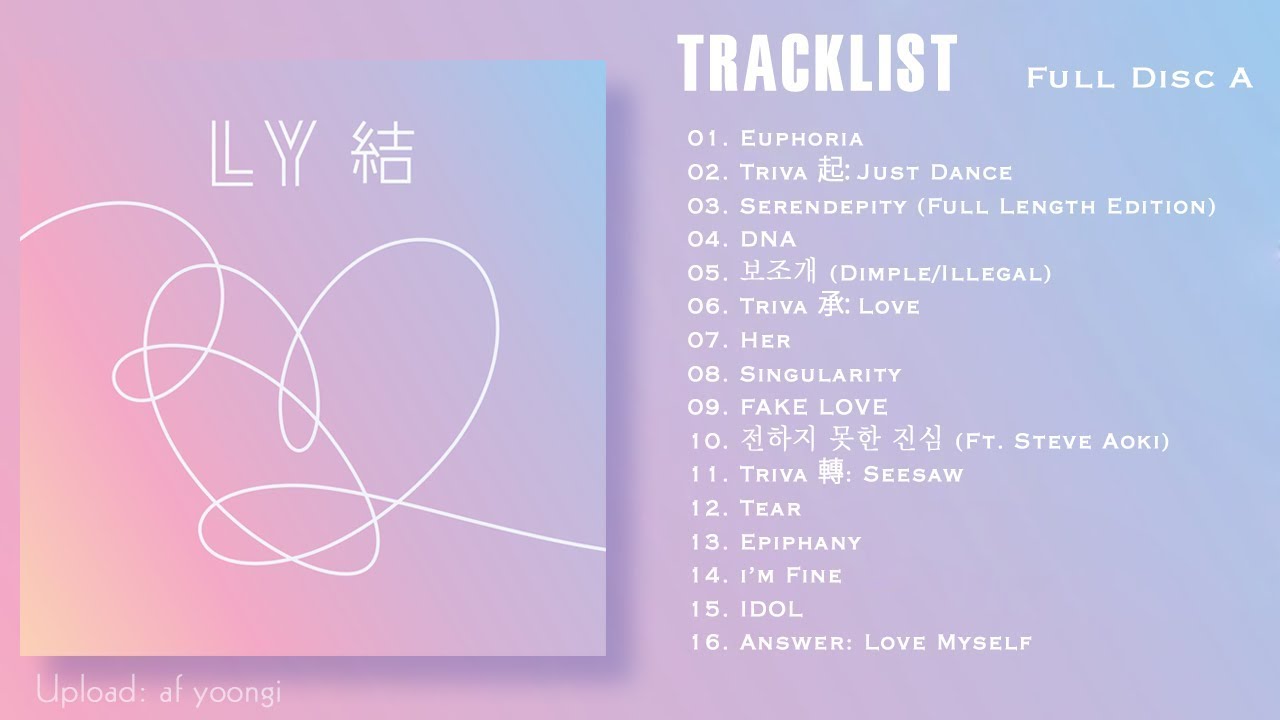 LY 結
TRACKLIST
Full Disc A
01. Euphoria
02. Triva 起: Just Dance
03. Serendepity (Full Length Edition)
04. DNA
05. 보조개 (Dimple/Illegal)
06. Triva 承: Love
07. Her
08. Singularity
09. FAKE LOVE
10. 전하지 못한 진심 (Ft. Steve Aoki)
11. Triva 轉: Seesaw
12. Tear
13. Epiphany
14. i'm Fine
15. IDOL
16. Answer: Love Myself
Upload: af yoongi